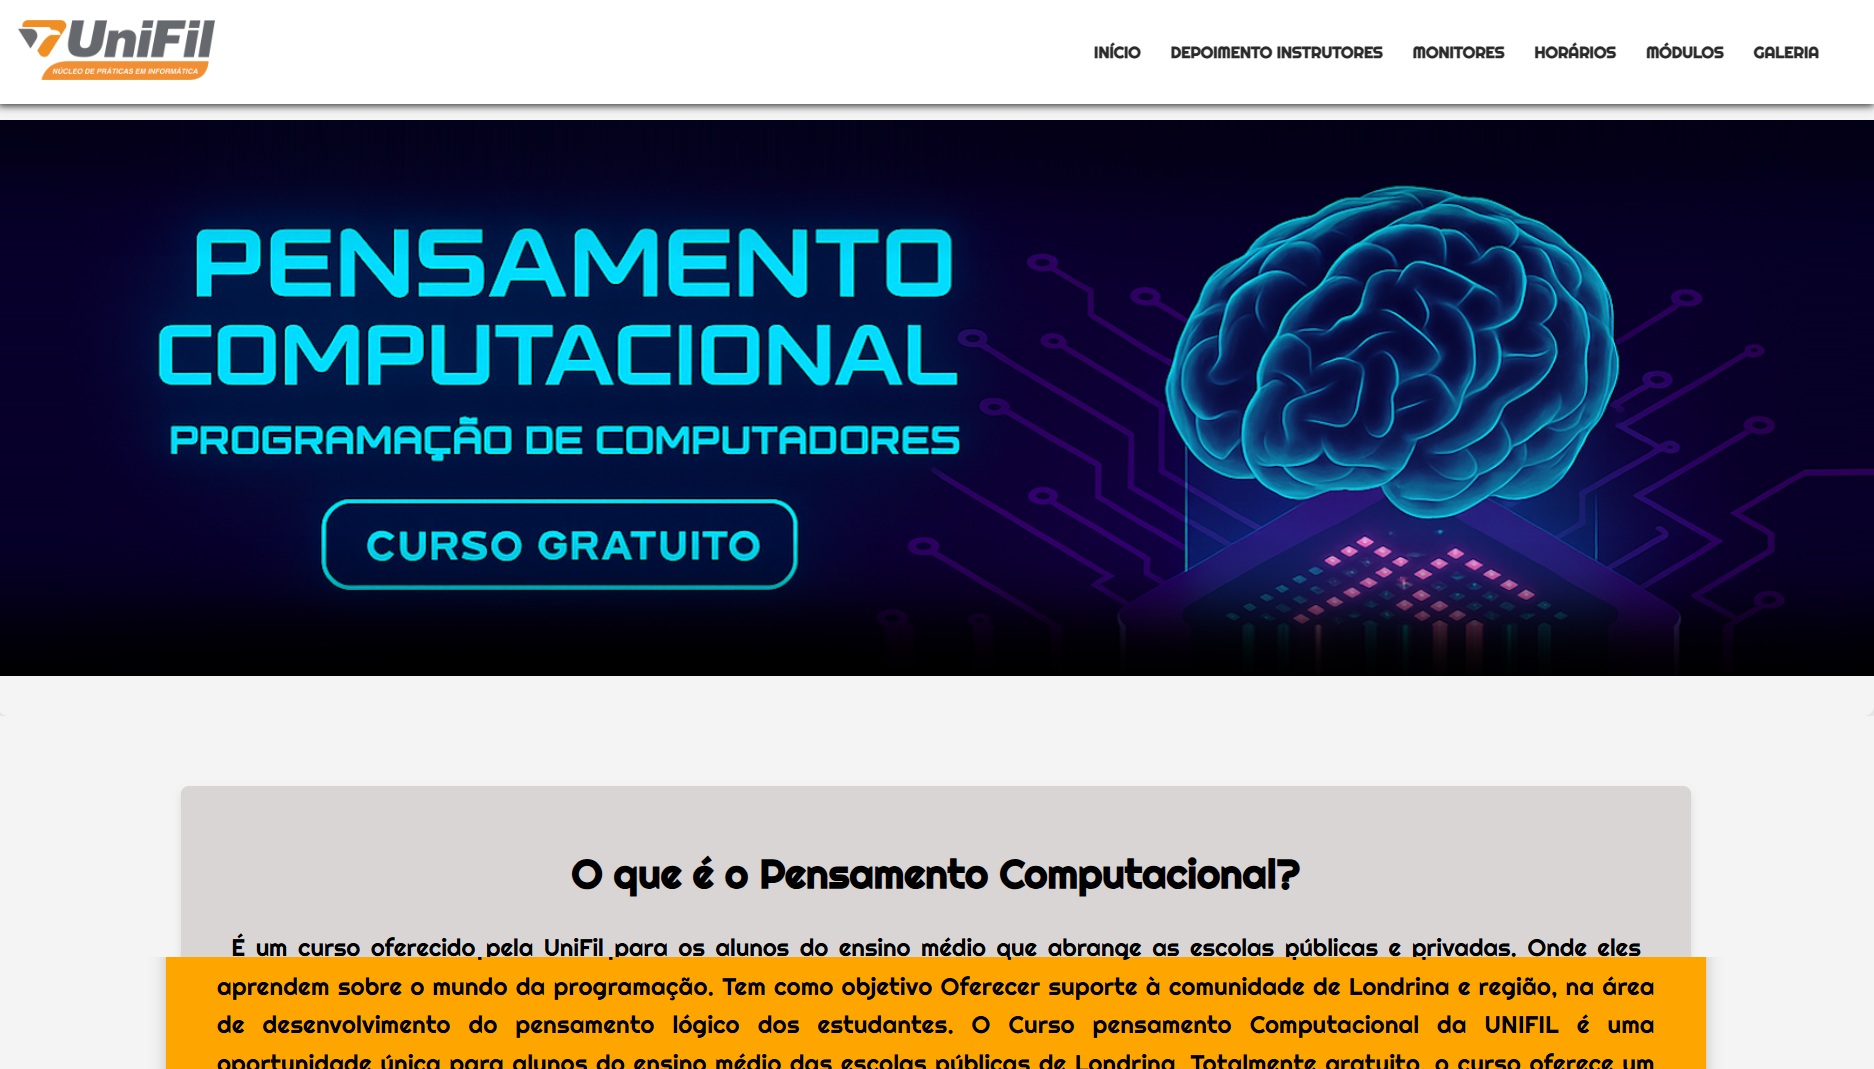 UniFil
NÚCLEO DE PRÁTICAS EM INFORMÁTICA
INÍCIO DEPOIMENTO INSTRUTORES MONITORES HORÁRIOS MÓDULOS GALERIA
PENSAMENTO
COMPUTACIONAL
PROGRAMAÇÃO DE COMPUTADORES
CURSO GRATUITO
O que é o Pensamento Computacional?
É um curso oferecido pela UniFil para os alunos do ensino médio que abrange as escolas públicas e privadas. Onde eles
aprendem sobre o mundo da programação. Tem como objetivo Oferecer suporte à comunidade de Londrina e região, na área
de desenvolvimento do pensamento lógico dos estudantes. O Curso pensamento Computacional da UNIFIL é uma
oportunidade única para alunos do ensino médio das escolas públicas de Londrina. Totalmente gratuito, o curso oferece um